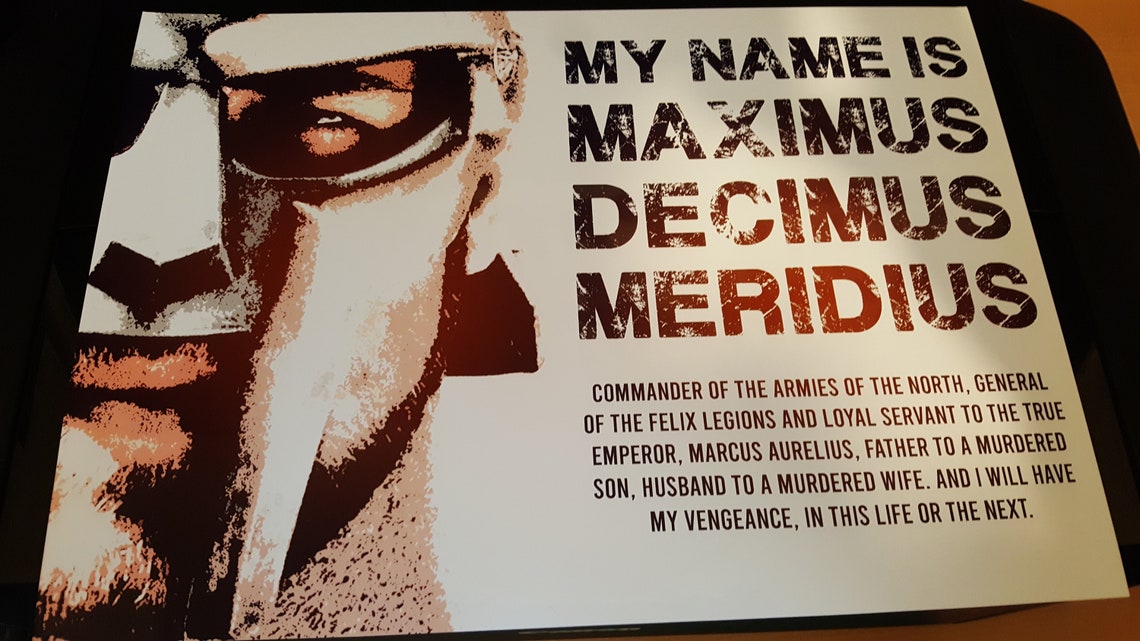 MY NAME IS
MAXIMUS
DECIMUS
MERIDIUS
COMMANDER OF THE ARMIES OF THE NORTH, GENERAL
OF THE FELIX LEGIONS AND LOYAL SERVANT TO THE TRUE
EMPEROR, MARCUS AURELIUS, FATHER TO A MURDERED
SON, HUSBAND TO A MURDERED WIFE. AND I WILL HAVE
MY VENGEANCE, IN THIS LIFE OR THE NEXT.